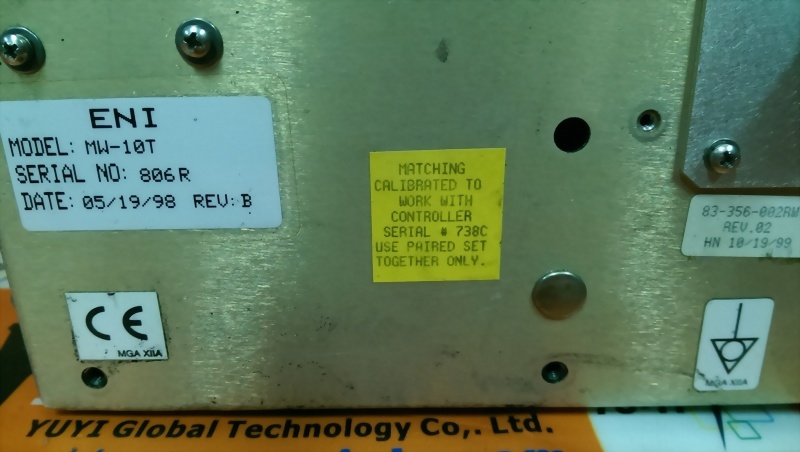 ENI
MODEL: MW-10T
SERIAL NO: 806R
DATE: 05/19/98 REV: B
MATCHING
CALIBRATED TO
WORK WITH
CONTROLLER
SERIAL # 738C
USE PAIRED SET
TOGETHER ONLY.
83-356-002RW
REV.02
HN 10/19/99
CE
MGA XIIA
MGA XIIA
YUYI Global Technology Co,. Ltd.